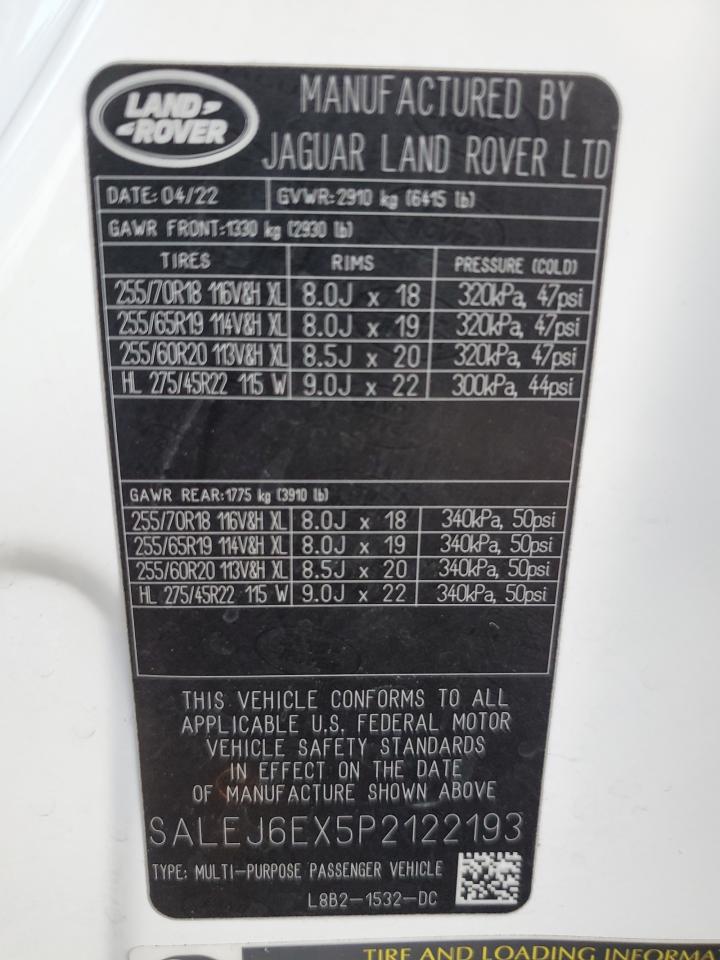 LAND ROVER
MANUFACTURED BY
JAGUAR LAND ROVER LTD
DATE: 04/22 GVWR: 2910 kg (6415 lb)
GAWR FRONT: 1330 kg (2930 lb)
TIRES RIMS PRESSURE (COLD)
255/70R18 116V&H XL 8.0J x 18 320kPa, 47psi
255/65R19 114V&H XL 8.0J x 19 320kPa, 47psi
255/60R20 113V&H XL 8.5J x 20 320kPa, 47psi
HL 275/45R22 115 W 9.0J x 22 300kPa, 44psi
GAWR REAR: 1775 kg (3910 lb)
255/70R18 116V&H XL 8.0J x 18 340kPa, 50psi
255/65R19 114V&H XL 8.0J x 19 340kPa, 50psi
255/60R20 113V&H XL 8.5J x 20 340kPa, 50psi
HL 275/45R22 115 W 9.0J x 22 340kPa, 50psi
THIS VEHICLE CONFORMS TO ALL
APPLICABLE U.S. FEDERAL MOTOR
VEHICLE SAFETY STANDARDS
IN EFFECT ON THE DATE
OF MANUFACTURE SHOWN ABOVE
SALEJ6EX5P2122193
TYPE: MULTI-PURPOSE PASSENGER VEHICLE
L8B2-1532-DC
TIRE AND LOADING